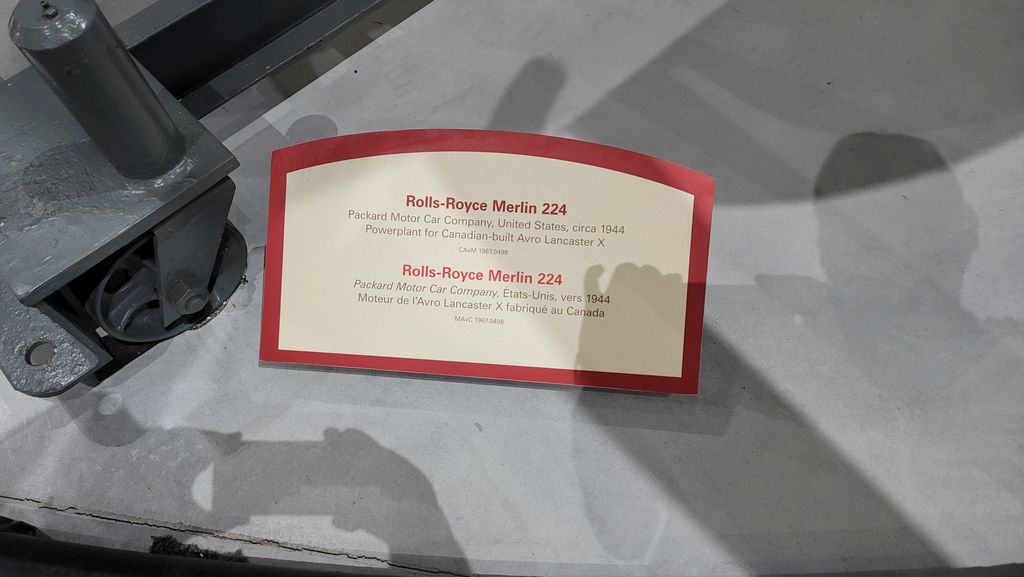 Rolls-Royce Merlin 224
Packard Motor Car Company, United States, circa 1944
Powerplant for Canadian-built Avro Lancaster X
CAvM 1967.0498
Rolls-Royce Merlin 224
Packard Motor Car Company, États-Unis, vers 1944
Moteur de l'Avro Lancaster X fabriqué au Canada
MAvC 1967.0498